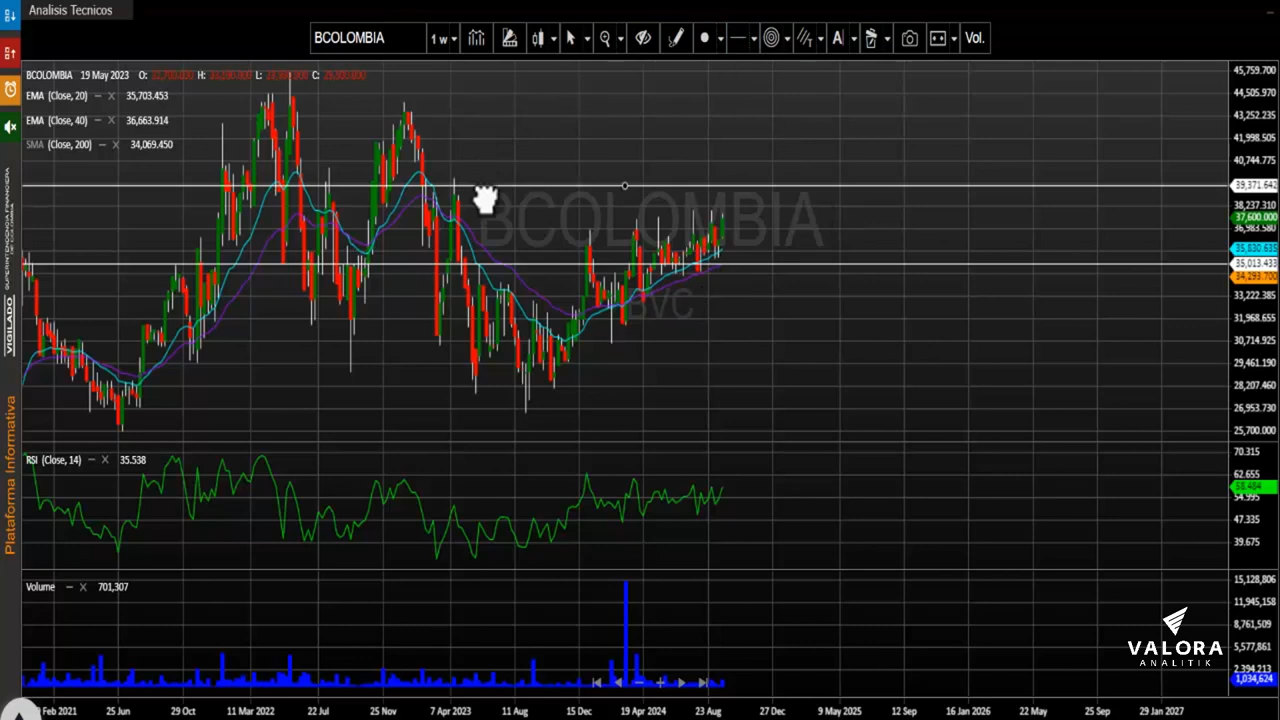 Analisis Tecnicos
BCOLOMBIA
1 w
A
Vol.
BCOLOMBIA 19 May 2023 O: H: L: C:
EMA (Close, 20) 35,703.453
EMA (Close, 40) 36,663.914
SMA (Close, 200) 34,069.450
BCOLOMBIA
BVC
45,759.700
44,505.970
43,252.235
41,998.505
40,744.775
39,371.642
38,237.310
37,600.000
36,983.580
35,830.635
35,013.433
34,293.700
33,222.385
31,968.655
30,714.925
29,461.190
28,207.460
26,953.730
25,700.000
RSI (Close, 14) 35.538
70.315
62.655
58.484
54.995
47.335
39.675
Volume 701,307
15,128,806
11,945,158
8,761,509
5,577,861
2,394,213
1,034,624
Feb 2021 25 Jun 29 Oct 11 Mar 2022 22 Jul 25 Nov 7 Apr 2023 11 Aug 15 Dec 19 Apr 2024 23 Aug 27 Dec 9 May 2025 12 Sep 16 Jan 2026 22 May 25 Sep 29 Jan 2027
VIGILADO
Plataforma Informativa
VALORA
ANALITIK